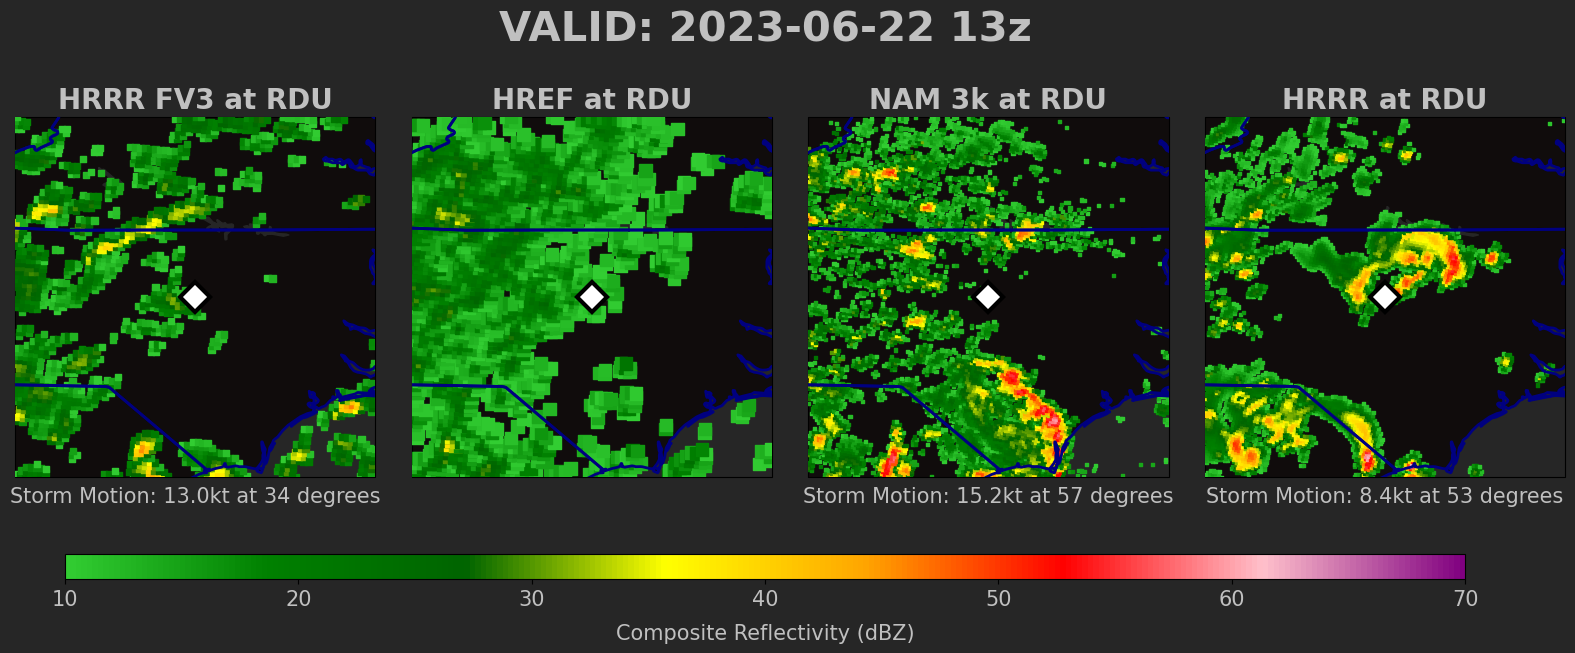 VALID: 2023-06-22 13z
HRRR FV3 at RDU
HREF at RDU
NAM 3k at RDU
HRRR at RDU
Storm Motion: 13.0kt at 34 degrees
Storm Motion: 15.2kt at 57 degrees
Storm Motion: 8.4kt at 53 degrees
10 20 30 40 50 60 70
Composite Reflectivity (dBZ)